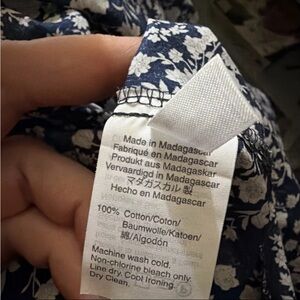 Made in Madagascar
Fabriqué en Madagascar
Produkt aus Madagaskar
Vervaardigd in Madagascar
マダガスカル 製
Hecho en Madagascar
100% Cotton/Coton/
Baumwolle/Katoen/
綿/Algodón
Machine wash cold.
Non-chlorine bleach only.
Line dry. Cool Ironing.
Dry Clean.